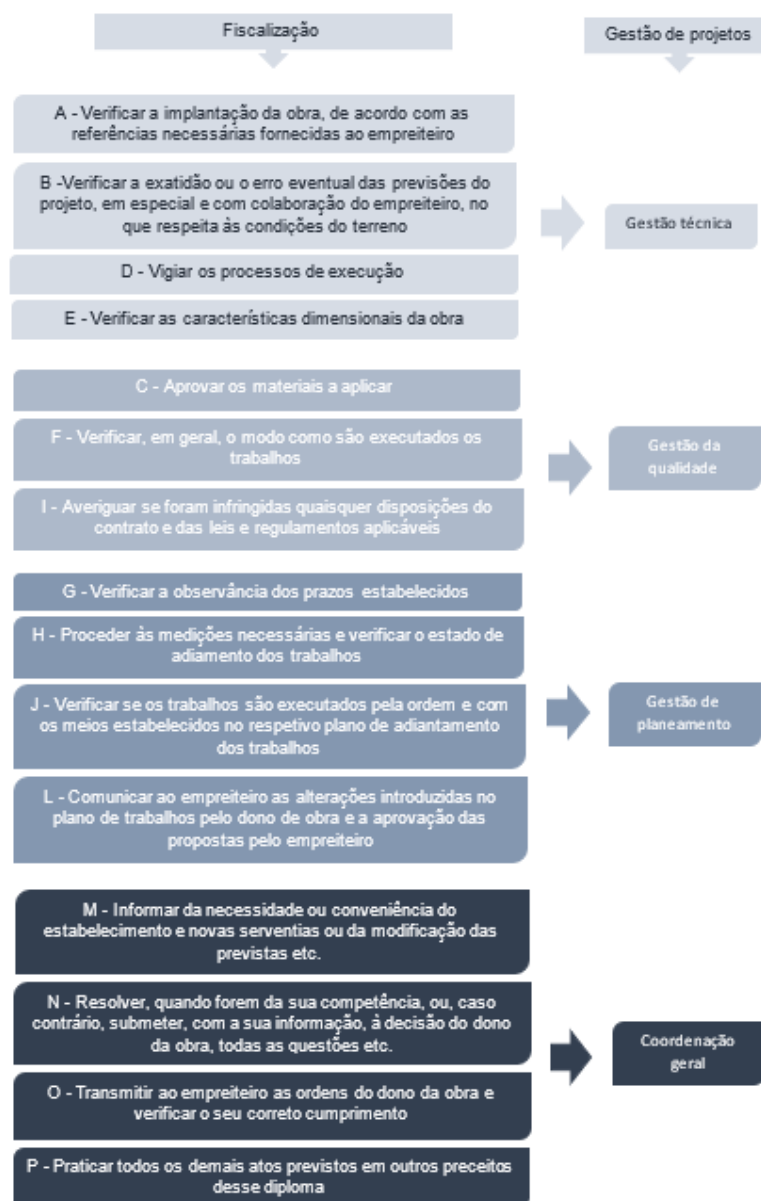 Fiscalização
Gestão de projetos
A - Verificar a implantação da obra, de acordo com as
referências necessárias fornecidas ao empreiteiro
B -Verificar a exatidão ou o erro eventual das previsões do
projeto, em especial e com colaboração do empreiteiro, no
que respeita às condições do terreno
D - Vigiar os processos de execução
E - Verificar as características dimensionais da obra
Gestão técnica
C - Aprovar os materiais a aplicar
F - Verificar, em geral, o modo como são executados os
trabalhos
I - Averiguar se foram infringidas quaisquer disposições do
contrato e das leis e regulamentos aplicáveis
Gestão da
qualidade
G - Verificar a observância dos prazos estabelecidos
H - Proceder às medições necessárias e verificar o estado de
adiamento dos trabalhos
J - Verificar se os trabalhos são executados pela ordem e com
os meios estabelecidos no respetivo plano de adiantamento
dos trabalhos
L - Comunicar ao empreiteiro as alterações introduzidas no
plano de trabalhos pelo dono de obra e a aprovação das
propostas pelo empreiteiro
Gestão de
planeamento
M - Informar da necessidade ou conveniência do
estabelecimento e novas serventias ou da modificação das
previstas etc.
N - Resolver, quando forem da sua competência, ou, caso
contrário, submeter, com a sua informação, à decisão do dono
da obra, todas as questões etc.
O - Transmitir ao empreiteiro as ordens do dono da obra e
verificar o seu correto cumprimento
P - Praticar todos os demais atos previstos em outros preceitos
desse diploma
Coordenação
geral